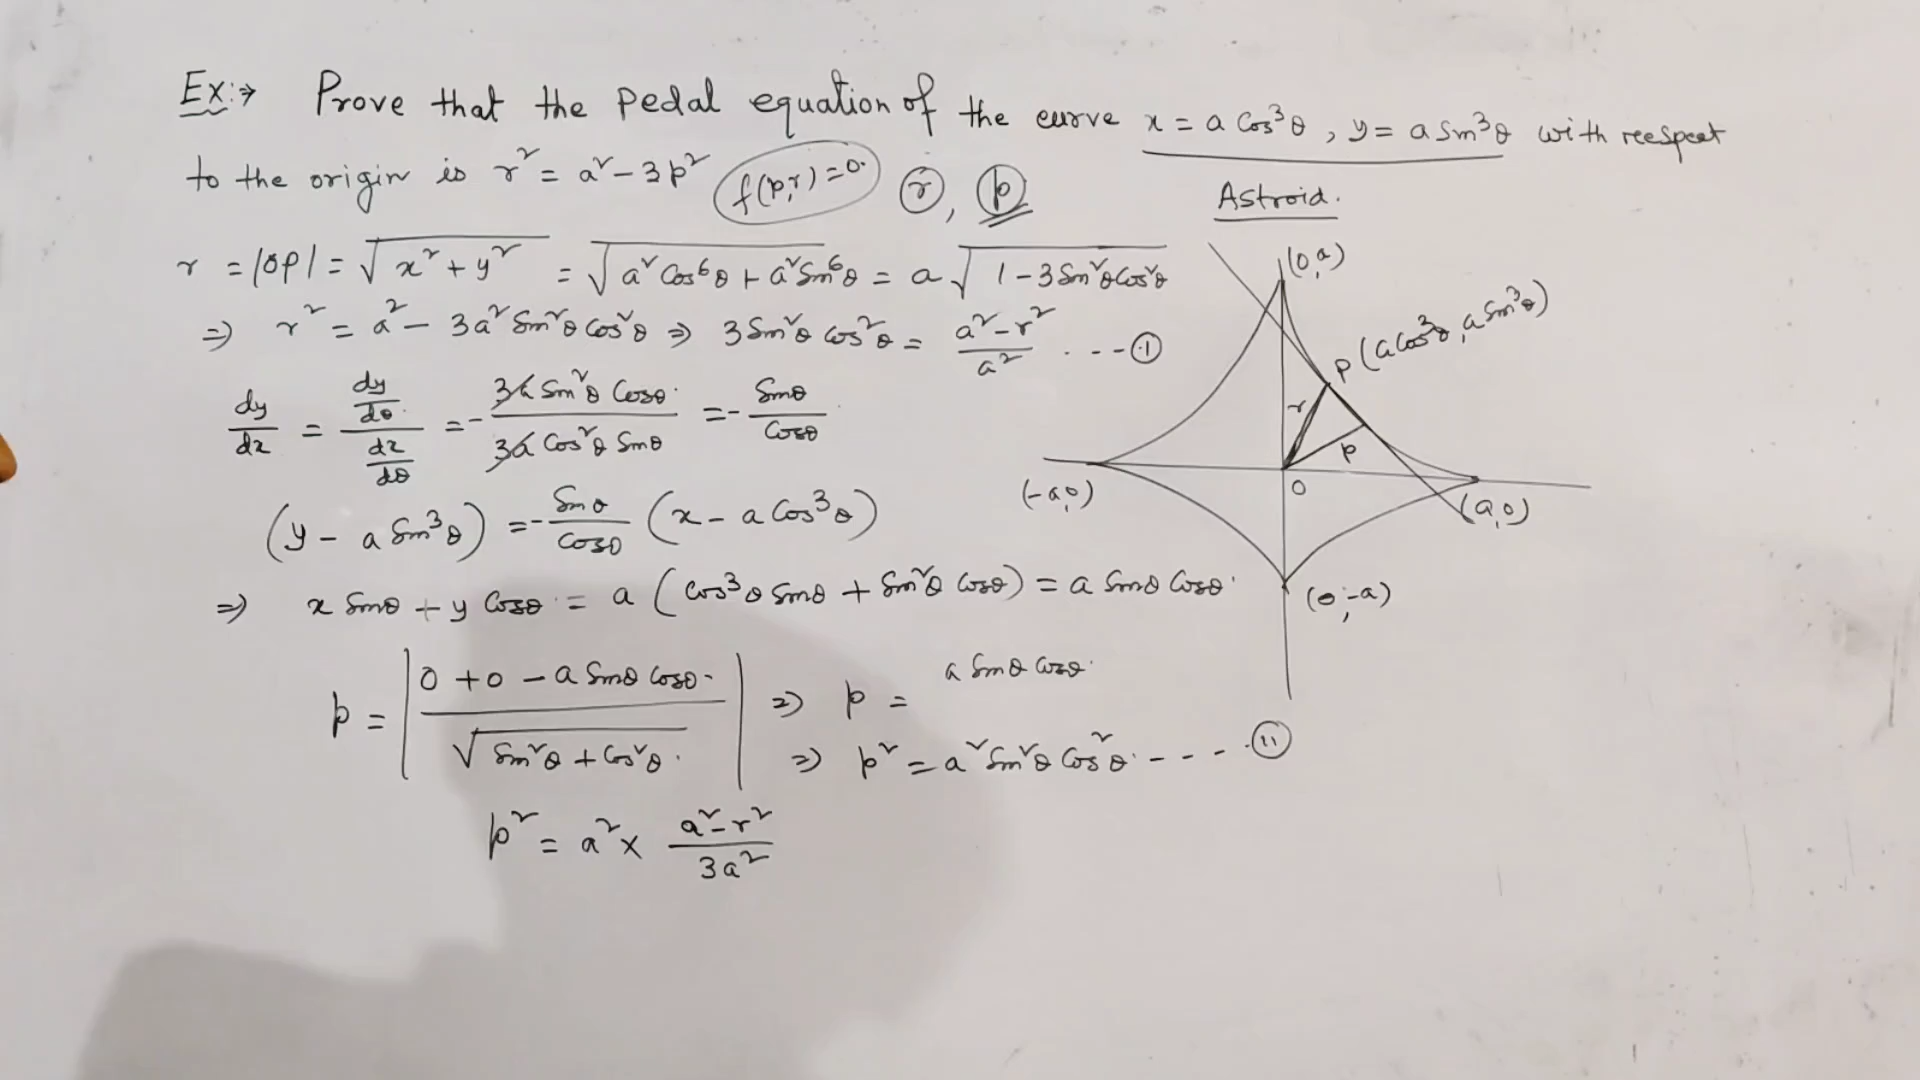 Ex:⇒ Prove that the pedal equation of the curve x = a Cos³θ, y = a Sin³θ with reespect
to the origin is r² = a² - 3p² f(p,r)=0. r, p
Astroid.
r = |OP| = √(x² + y²) = √(a² Cos⁶θ + a² Sin⁶θ) = a √(1 - 3 Sin²θ Cos²θ)
⇒ r² = a² - 3a² Sin²θ Cos²θ ⇒ 3 Sin²θ Cos²θ = (a² - r²)/a² ....--- (1)
dy/dx = (dy/dθ)/(dx/dθ) = - (3a Sin²θ Cosθ)/(3a Cos²θ Sinθ) = - Sinθ/Cosθ
(y - a Sin³θ) = - Sinθ/Cosθ (x - a Cos³θ)
⇒ x Sinθ + y Cosθ = a (Cos³θ Sinθ + Sin²θ Cosθ) = a Sinθ Cosθ.
p = |(0 + 0 - a Sinθ Cosθ)/√(Sin²θ + Cos²θ)| ⇒ p = a Sinθ Cosθ.
⇒ p² = a² Sin²θ Cos²θ ---- (11)
p² = a² × (a² - r²)/3a²
(0,a)
P (a Cos³θ, a Sin³θ)
r
p
O
(-a,0)
(a,0)
(0,-a)